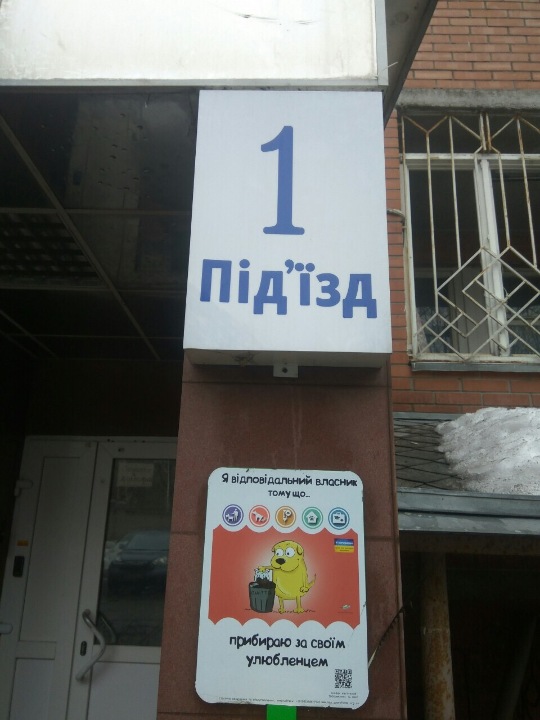 1
Під'їзд
Я відповідальний власник
тому що...
прибираю за своїм
улюбленцем